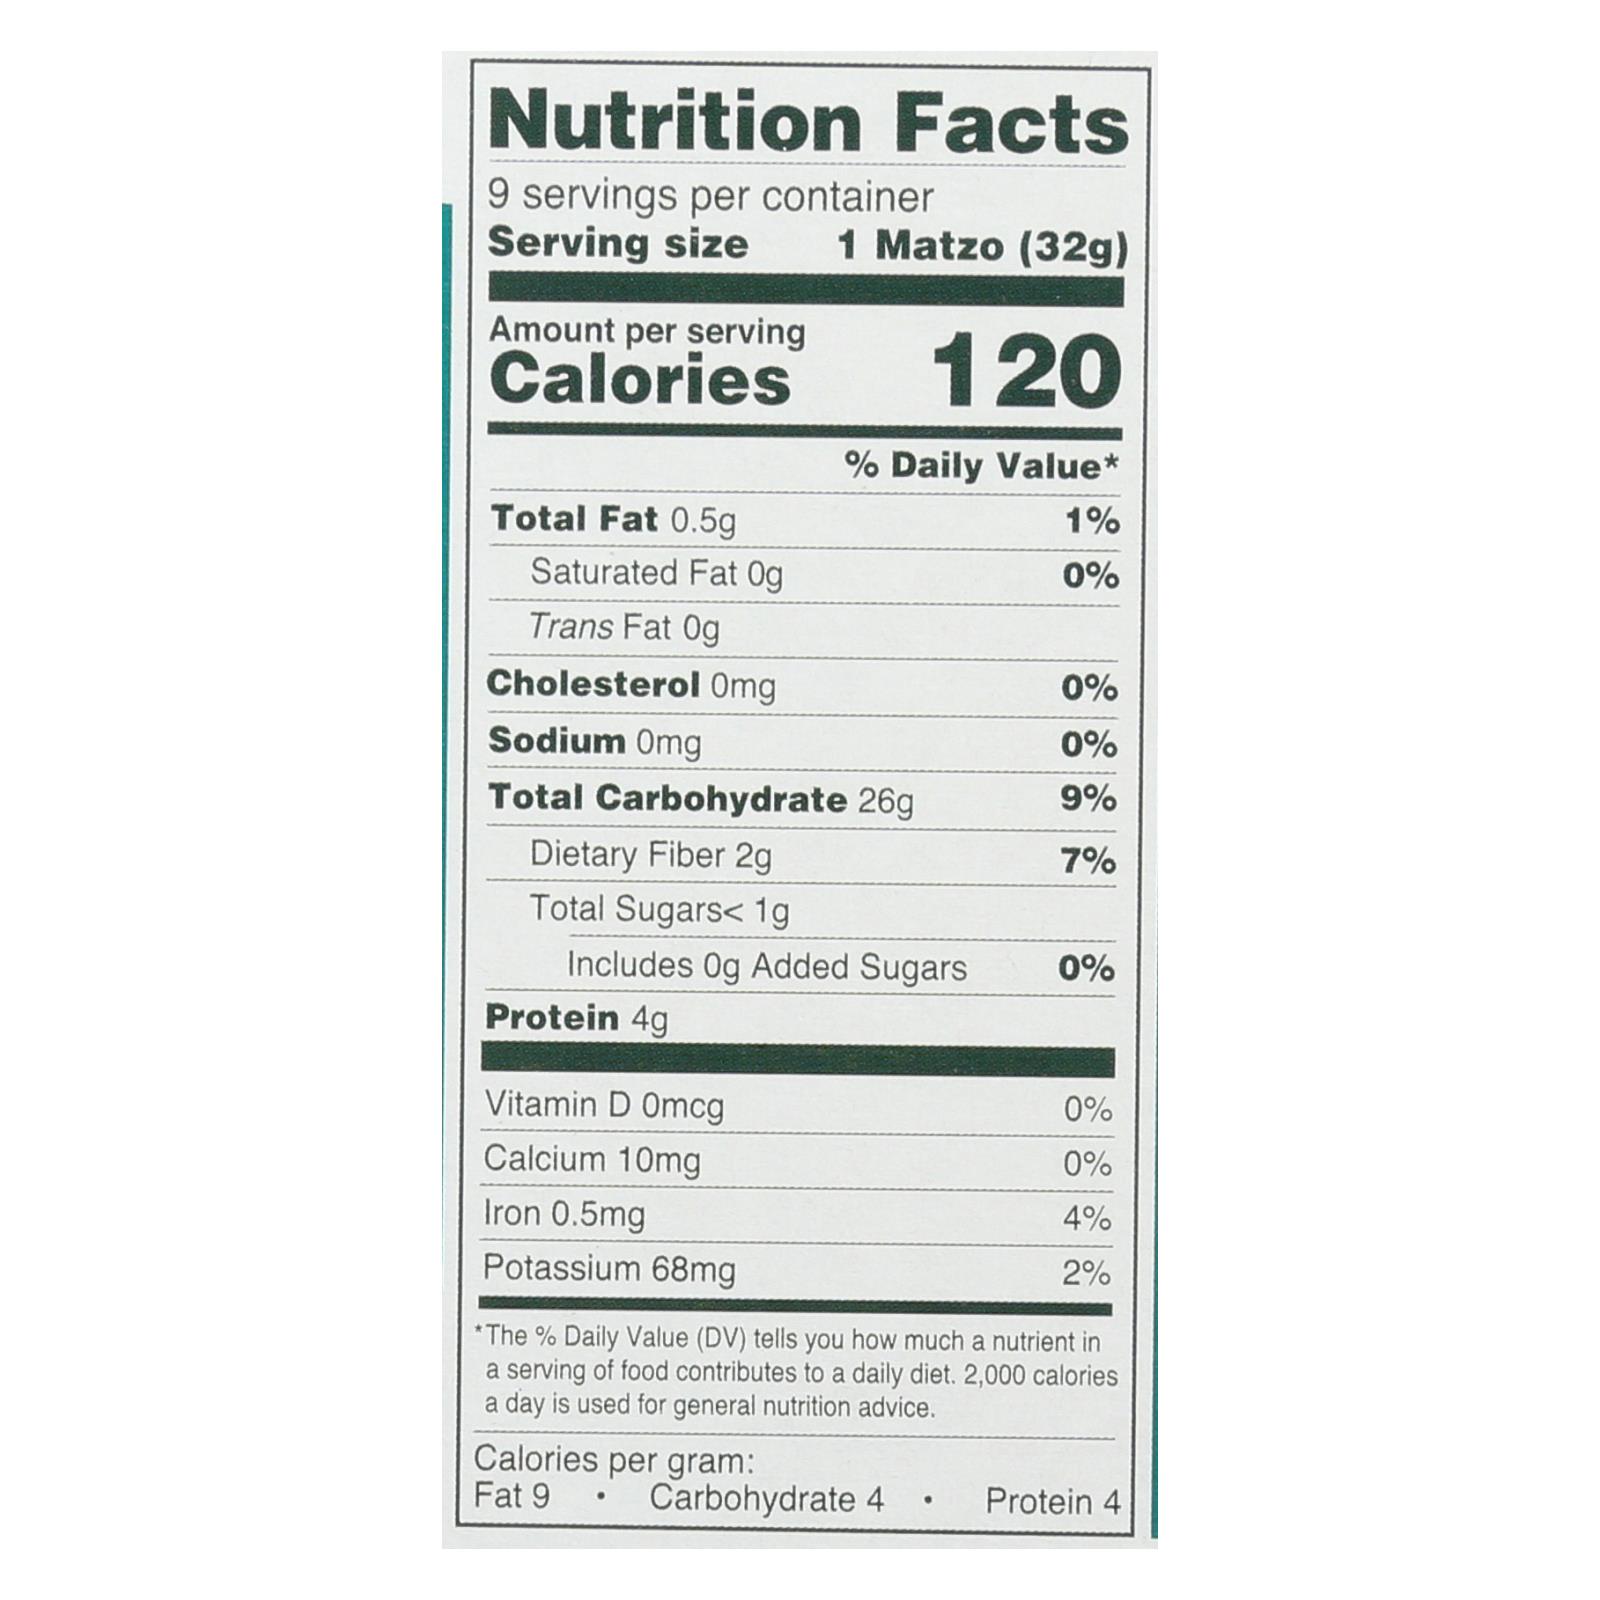 Nutrition Facts
9 servings per container
Serving size 1 Matzo (32g)
Amount per serving
Calories 120
% Daily Value*
Total Fat 0.5g 1%
Saturated Fat 0g 0%
Trans Fat 0g
Cholesterol 0mg 0%
Sodium 0mg 0%
Total Carbohydrate 26g 9%
Dietary Fiber 2g 7%
Total Sugars< 1g
Includes 0g Added Sugars 0%
Protein 4g
Vitamin D 0mcg 0%
Calcium 10mg 0%
Iron 0.5mg 4%
Potassium 68mg 2%
*The % Daily Value (DV) tells you how much a nutrient in
a serving of food contributes to a daily diet. 2,000 calories
a day is used for general nutrition advice.
Calories per gram:
Fat 9 • Carbohydrate 4 • Protein 4